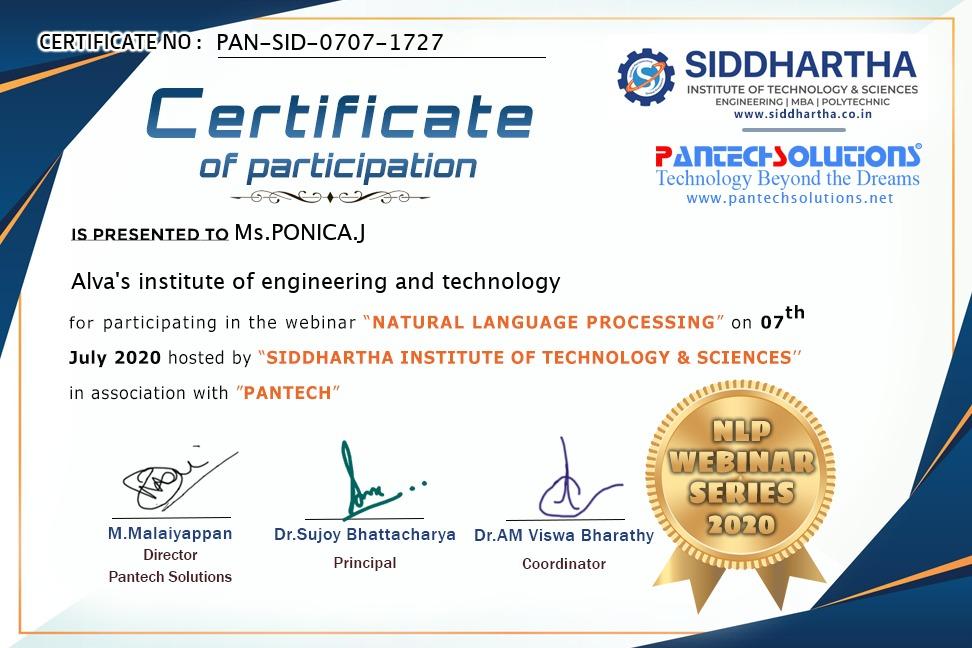 CERTIFICATE NO : PAN-SID-0707-1727
SIDDHARTHA
INSTITUTE OF TECHNOLOGY & SCIENCES
ENGINEERING | MBA | POLYTECHNIC
www.siddhartha.co.in
PANTECHSOLUTIONS
Technology Beyond the Dreams
www.pantechsolutions.net
Certificate
of participation
IS PRESENTED TO Ms.PONICA.J
Alva's institute of engineering and technology
for participating in the webinar “NATURAL LANGUAGE PROCESSING” on 07th
July 2020 hosted by “SIDDHARTHA INSTITUTE OF TECHNOLOGY & SCIENCES’’
in association with ”PANTECH”
NLP
WEBINAR
SERIES
2020
M.Malaiyappan
Director
Pantech Solutions
Dr.Sujoy Bhattacharya
Principal
Dr.AM Viswa Bharathy
Coordinator